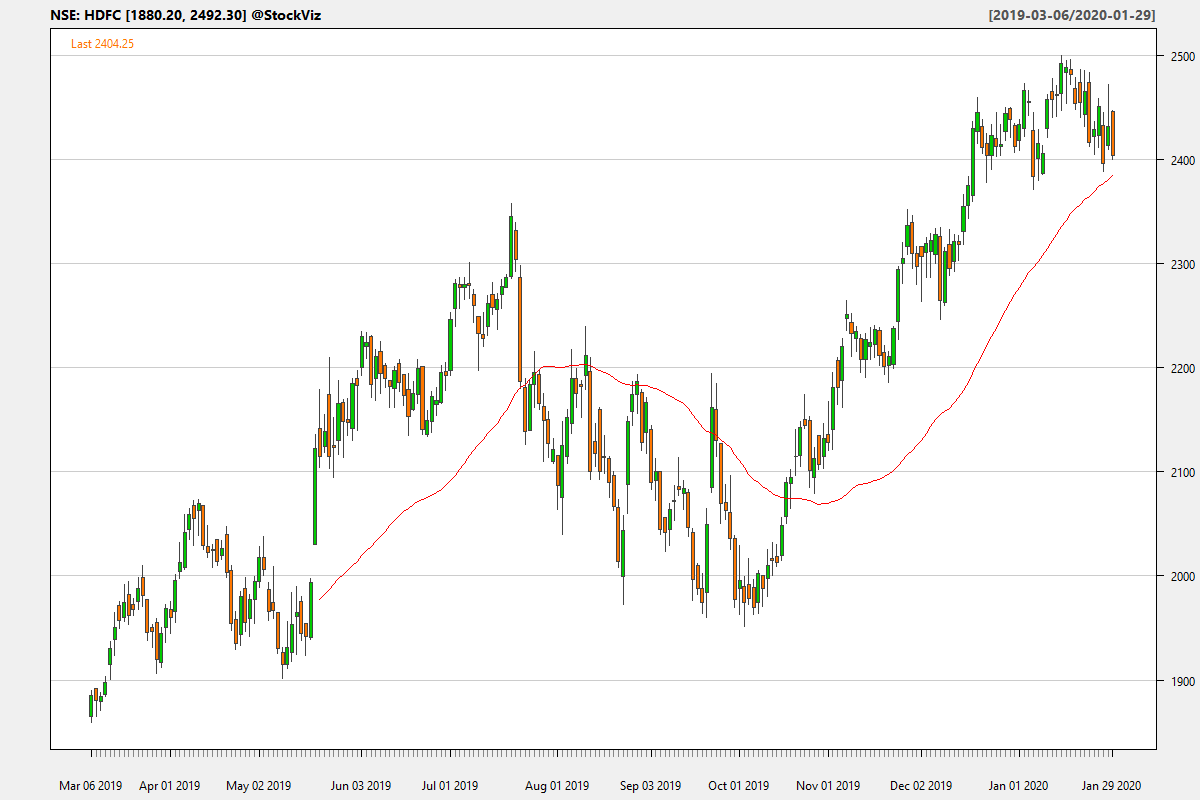 NSE: HDFC [1880.20, 2492.30] @StockViz [2019-03-06/2020-01-29]
Last 2404.25
2500
2400
2300
2200
2100
2000
1900
Mar 06 2019 Apr 01 2019 May 02 2019 Jun 03 2019 Jul 01 2019 Aug 01 2019 Sep 03 2019 Oct 01 2019 Nov 01 2019 Dec 02 2019 Jan 01 2020 Jan 29 2020